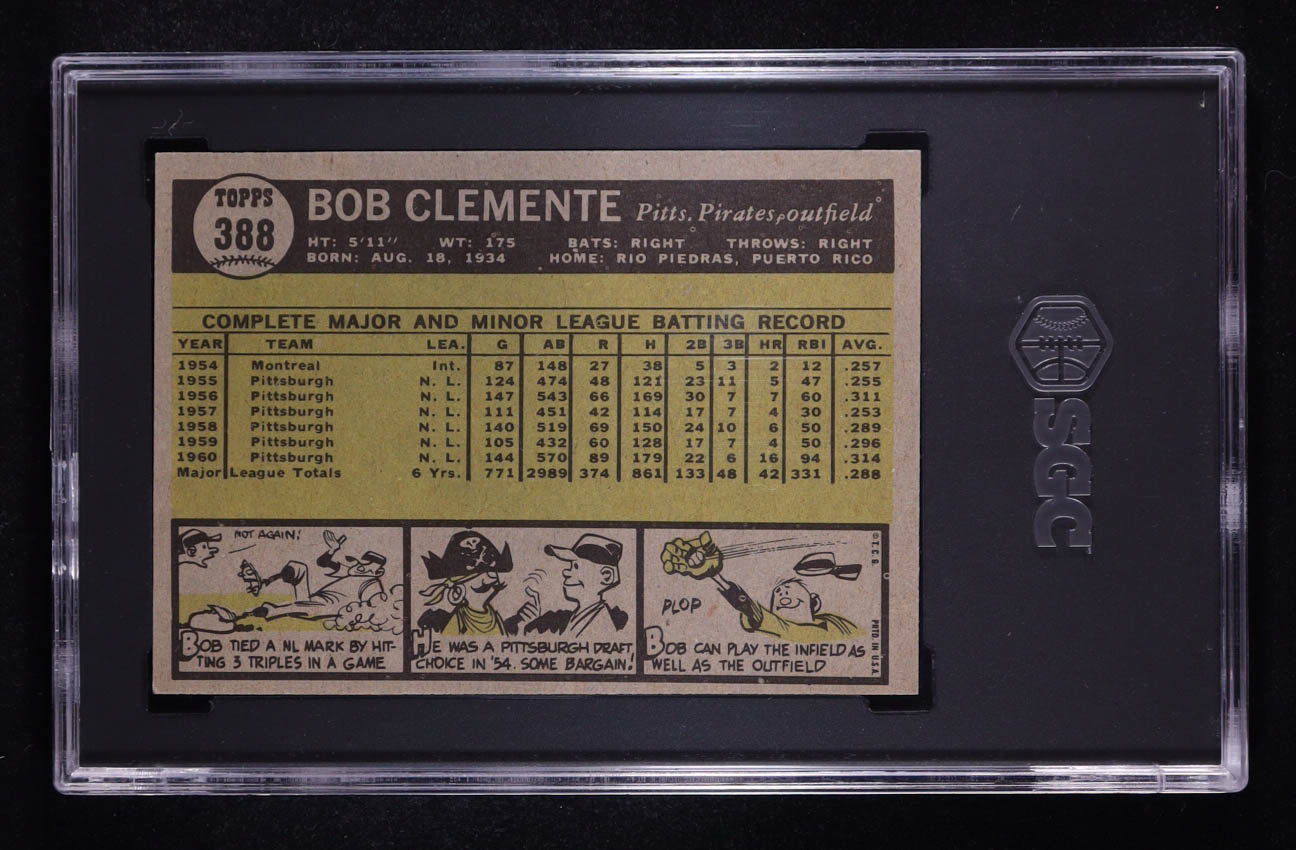 TOPPS
388
BOB CLEMENTE Pitts. Pirates, outfield
HT: 5'11" WT: 175 BATS: RIGHT THROWS: RIGHT
BORN: AUG. 18, 1934 HOME: RIO PIEDRAS, PUERTO RICO
COMPLETE MAJOR AND MINOR LEAGUE BATTING RECORD
YEAR TEAM LEA. G AB R H 2B 3B HR RBI AVG.
1954 Montreal Int. 87 148 27 38 5 3 2 12 .257
1955 Pittsburgh N. L. 124 474 48 121 23 11 5 47 .255
1956 Pittsburgh N. L. 147 543 66 169 30 7 7 60 .311
1957 Pittsburgh N. L. 111 451 42 114 17 7 4 30 .253
1958 Pittsburgh N. L. 140 519 69 150 24 10 6 50 .289
1959 Pittsburgh N. L. 105 432 60 128 17 7 4 50 .296
1960 Pittsburgh N. L. 144 570 89 179 22 6 16 94 .314
Major League Totals 6 Yrs. 771 2989 374 861 133 48 42 331 .288
NOT AGAIN!
BOB TIED A NL MARK BY HIT-
TING 3 TRIPLES IN A GAME
HE WAS A PITTSBURGH DRAFT
CHOICE IN '54. SOME BARGAIN!
PLOP
BOB CAN PLAY THE INFIELD AS
WELL AS THE OUTFIELD
© T. C. G. PRTD. IN U.S.A.
SGC